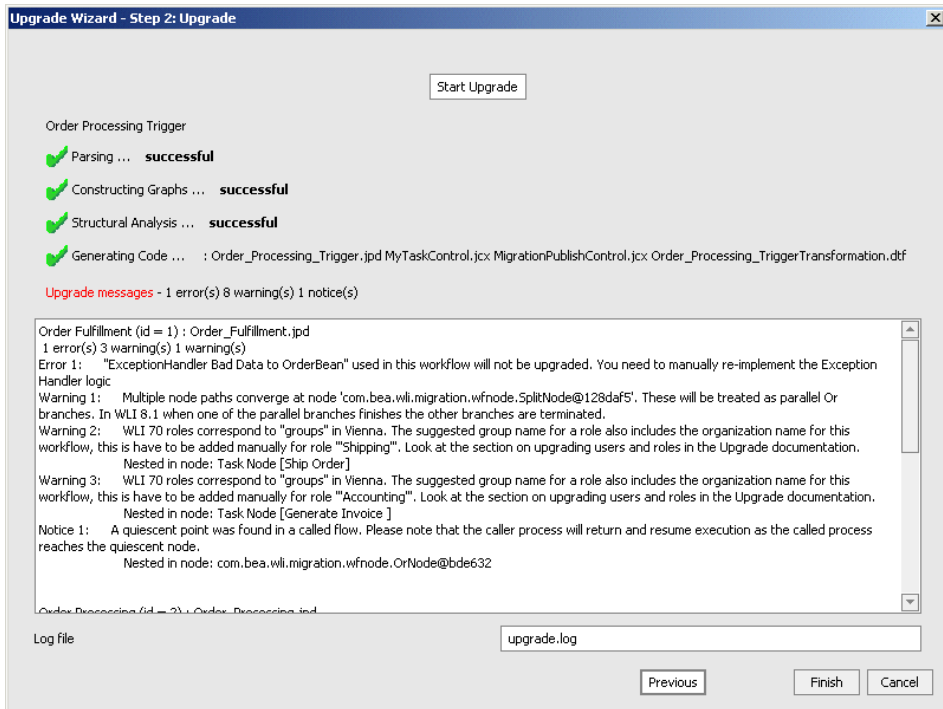 Upgrade Wizard - Step 2: Upgrade
Start Upgrade
Order Processing Trigger
Parsing ... successful
Constructing Graphs ... successful
Structural Analysis ... successful
Generating Code ... : Order_Processing_Trigger.jpd MyTaskControl.jcx MigrationPublishControl.jcx Order_Processing_TriggerTransformation.dtf
Upgrade messages - 1 error(s) 8 warning(s) 1 notice(s)
Order Fulfillment (id = 1) : Order_Fulfillment.jpd
1 error(s) 3 warning(s) 1 warning(s)
Error 1: "ExceptionHandler Bad Data to OrderBean" used in this workflow will not be upgraded. You need to manually re-implement the Exception
Handler logic
Warning 1: Multiple node paths converge at node 'com.bea.wli.migration.wfnode.SplitNode@128daf5'. These will be treated as parallel Or
branches. In WLI 8.1 when one of the parallel branches finishes the other branches are terminated.
Warning 2: WLI 70 roles correspond to "groups" in Vienna. The suggested group name for a role also includes the organization name for this
workflow, this is have to be added manually for role "'Shipping'". Look at the section on upgrading users and roles in the Upgrade documentation.
Nested in node: Task Node [Ship Order]
Warning 3: WLI 70 roles correspond to "groups" in Vienna. The suggested group name for a role also includes the organization name for this
workflow, this is have to be added manually for role "'Accounting'". Look at the section on upgrading users and roles in the Upgrade documentation.
Nested in node: Task Node [Generate Invoice ]
Notice 1: A quiescent point was found in a called flow. Please note that the caller process will return and resume execution as the called process
reaches the quiescent node.
Nested in node: com.bea.wli.migration.wfnode.OrNode@bde632
Order Processing (id = 2) : Order_Processing.jpd
Log file
upgrade.log
Previous
Finish
Cancel